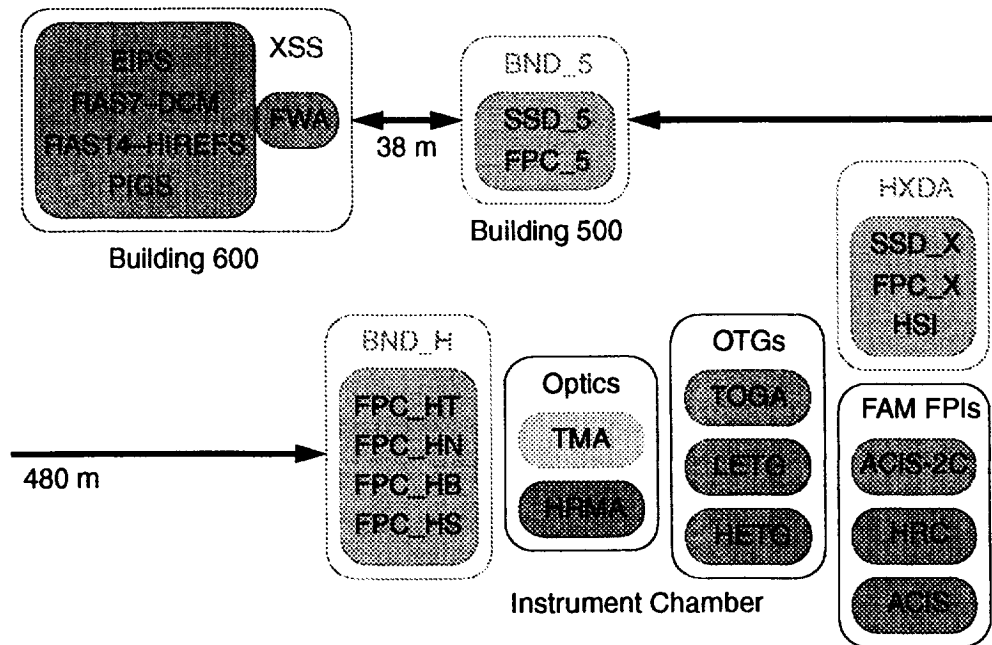 XSS
EIPS
RAS7-DCM
RAS14-HiREFS
PIGS
FWA
Building 600
38 m
BND_5
SSD_5
FPC_5
Building 500
HXDA
SSD_X
FPC_X
HSI
480 m
BND_H
FPC_HT
FPC_HN
FPC_HB
FPC_HS
Optics
TMA
HRMA
OTGs
TOGA
LETG
HETG
FAM FPIs
ACIS-2C
HRC
ACIS
Instrument Chamber